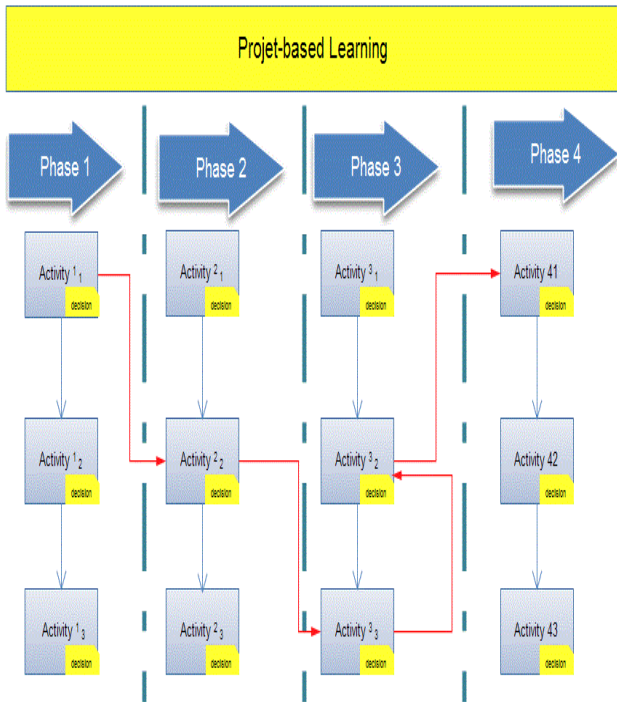 Projet-based Learning
Phase 1
Phase 2
Phase 3
Phase 4
Activity ¹ ₁
decision
Activity ² ₁
decision
Activity ³ ₁
decision
Activity 41
decision
Activity ¹ ₂
decision
Activity ² ₂
decision
Activity ³ ₂
decision
Activity 42
decision
Activity ¹ ₃
decision
Activity ² ₃
decision
Activity ³ ₃
decision
Activity 43
decision